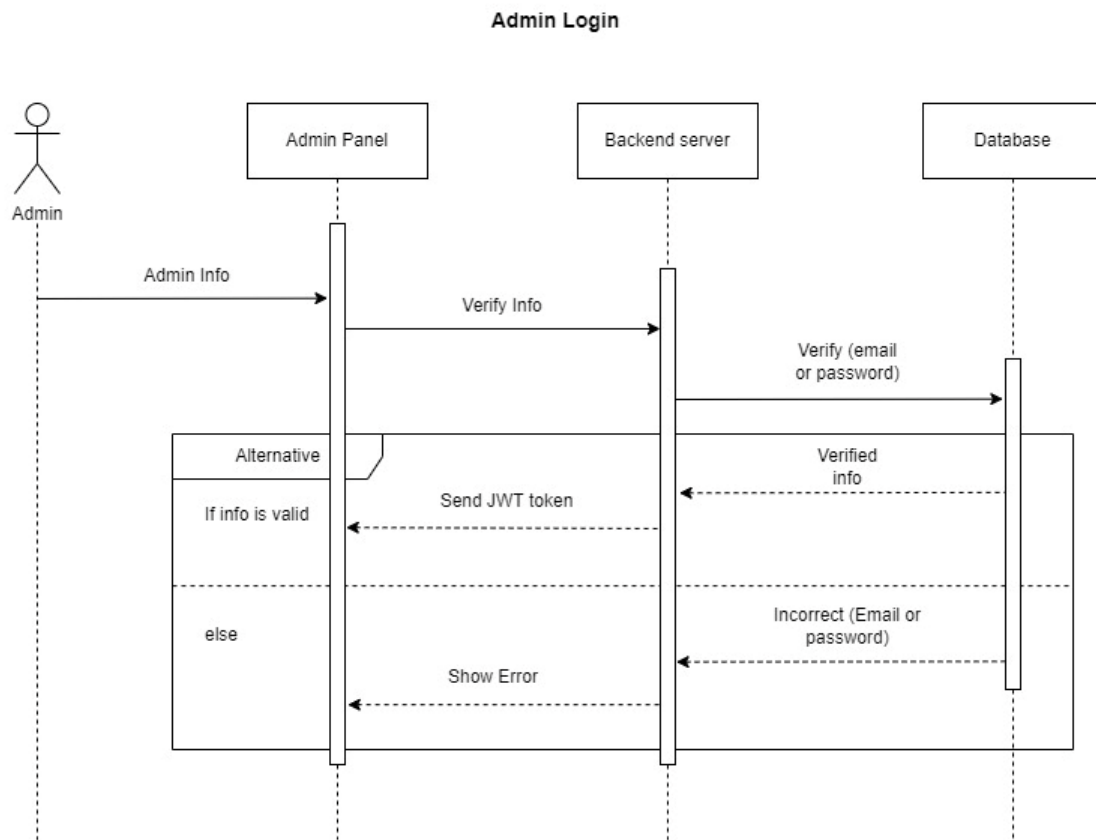 Admin Login
Admin Panel
Backend server
Database
Admin
Admin Info
Verify Info
Verify (email
or password)
Alternative
Verified
info
If info is valid
Send JWT token
else
Incorrect (Email or
password)
Show Error